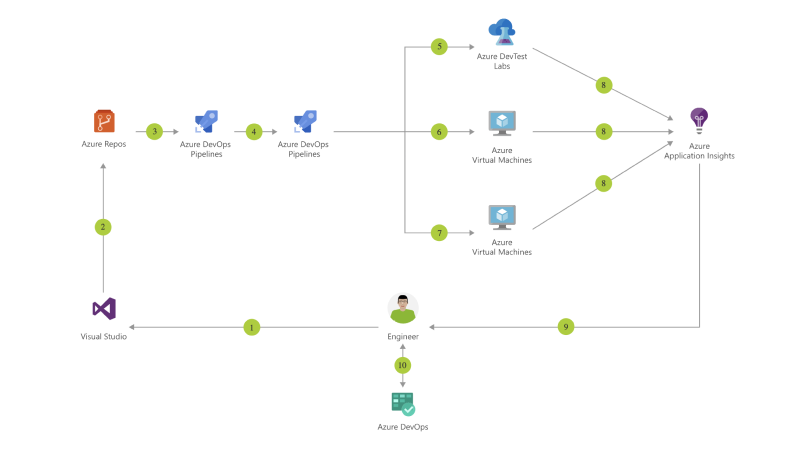 5
Azure DevTest
Labs
8
Azure Repos
3
Azure DevOps
Pipelines
4
Azure DevOps
Pipelines
6
Azure
Virtual Machines
8
Azure
Application Insights
7
Azure
Virtual Machines
8
2
Visual Studio
1
Engineer
9
10
Azure DevOps